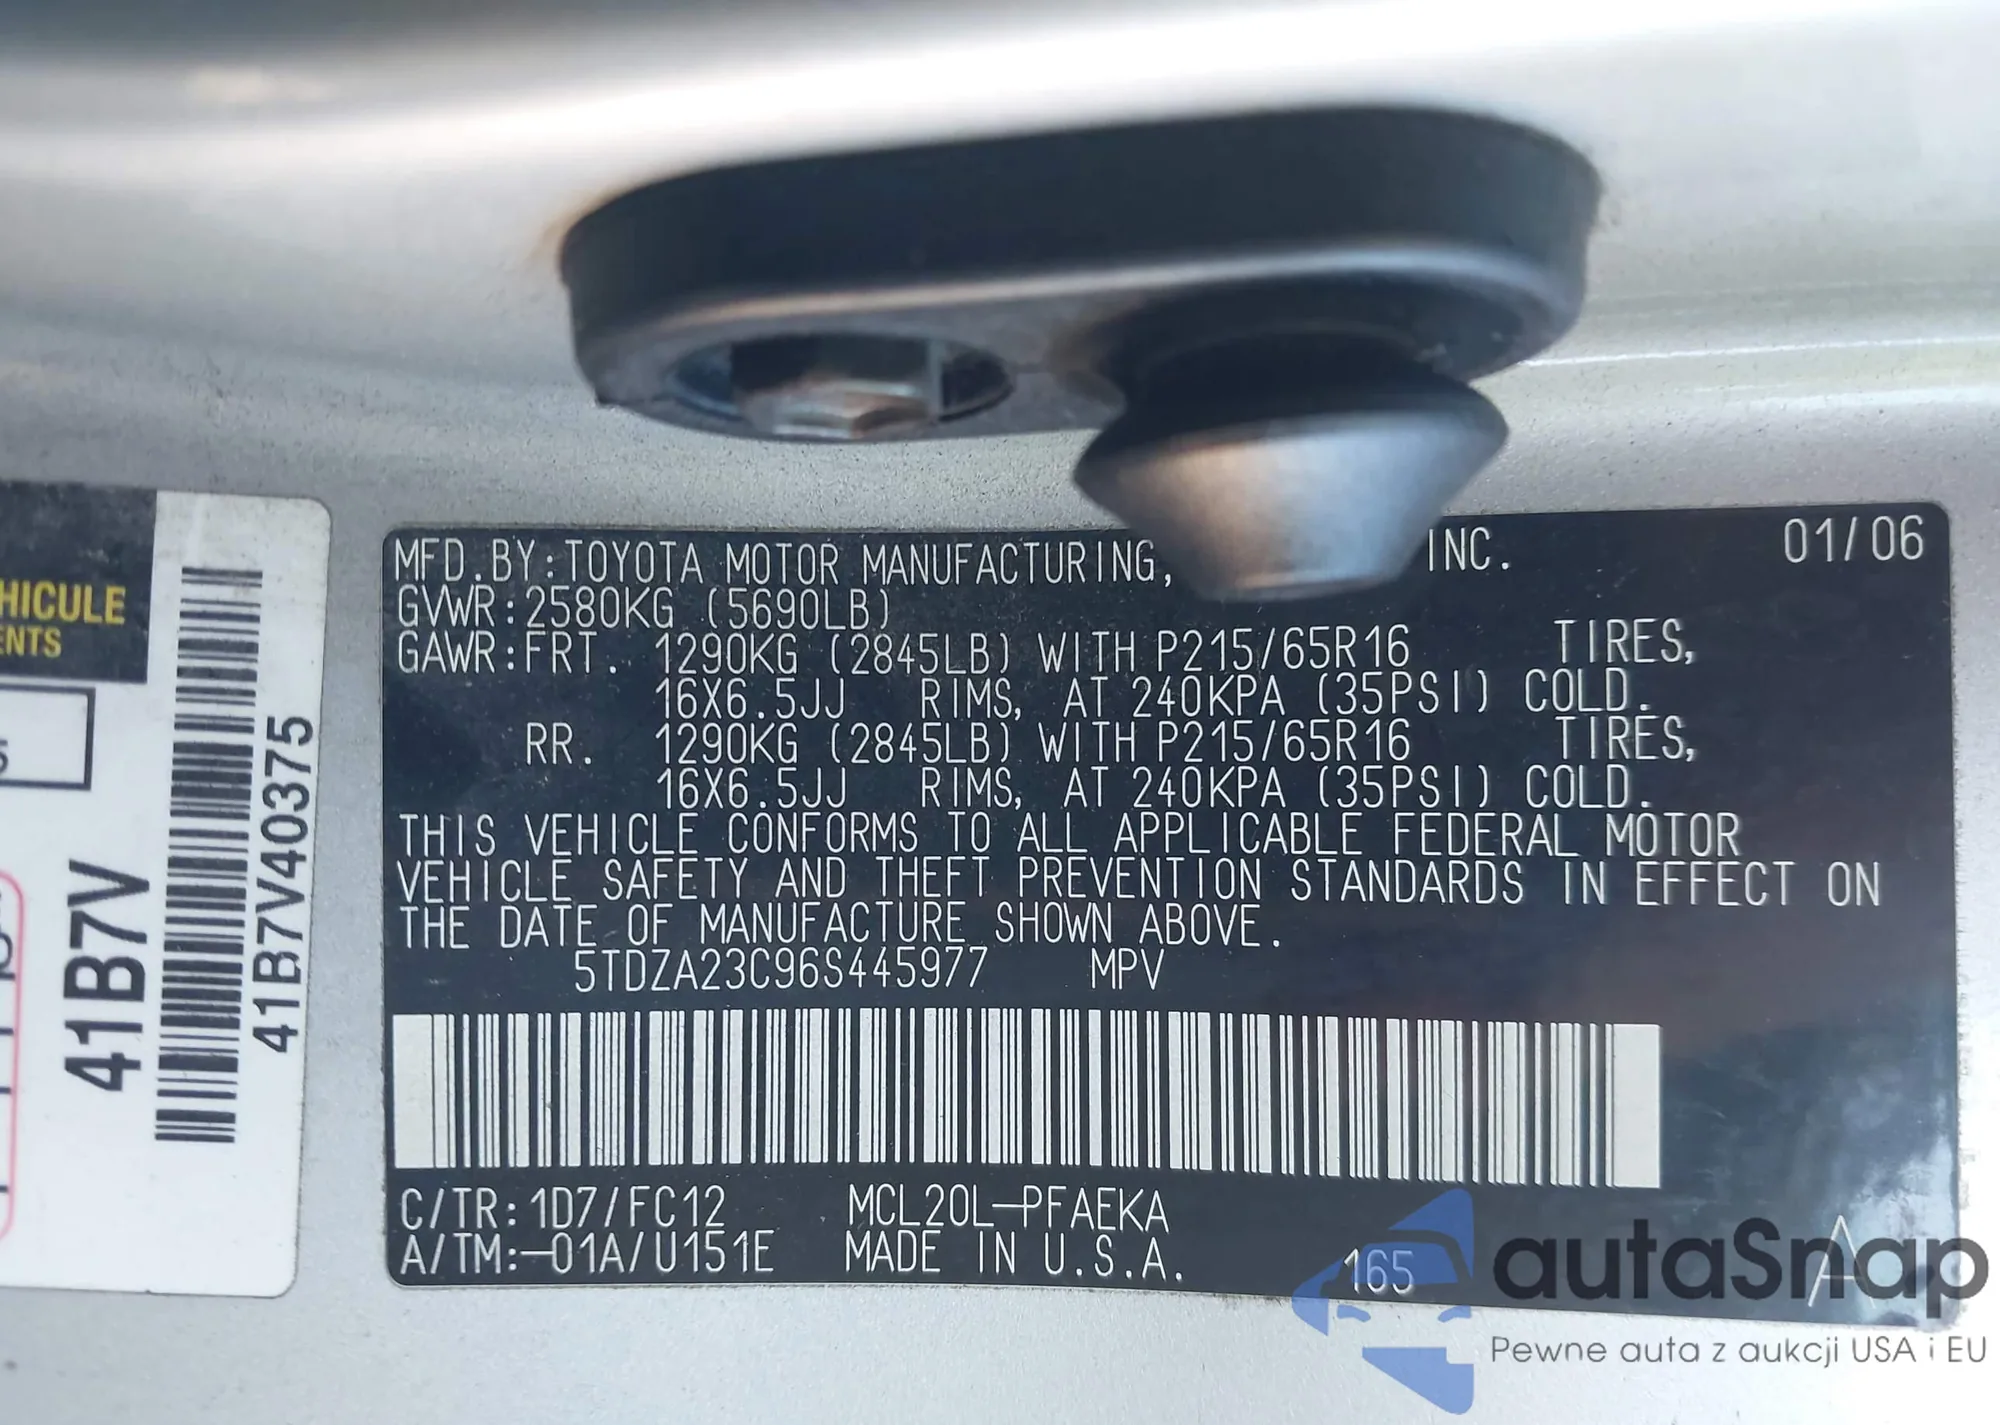 MFD.BY:TOYOTA MOTOR MANUFACTURING, INC. 01/06
GVWR:2580KG (5690LB)
GAWR:FRT. 1290KG (2845LB) WITH P215/65R16 TIRES,
16X6.5JJ RIMS, AT 240KPA (35PSI) COLD.
RR. 1290KG (2845LB) WITH P215/65R16 TIRES,
16X6.5JJ RIMS, AT 240KPA (35PSI) COLD.
THIS VEHICLE CONFORMS TO ALL APPLICABLE FEDERAL MOTOR
VEHICLE SAFETY AND THEFT PREVENTION STANDARDS IN EFFECT ON
THE DATE OF MANUFACTURE SHOWN ABOVE.
5TDZA23C96S445977 MPV
C/TR:1D7/FC12 MCL20L-PFAEKA
A/TM:-01A/U151E MADE IN U.S.A. 165 A
HICULE
ENTS
41B7V
41B7V40375
autaSnap
Pewne auta z aukcji USA i EU